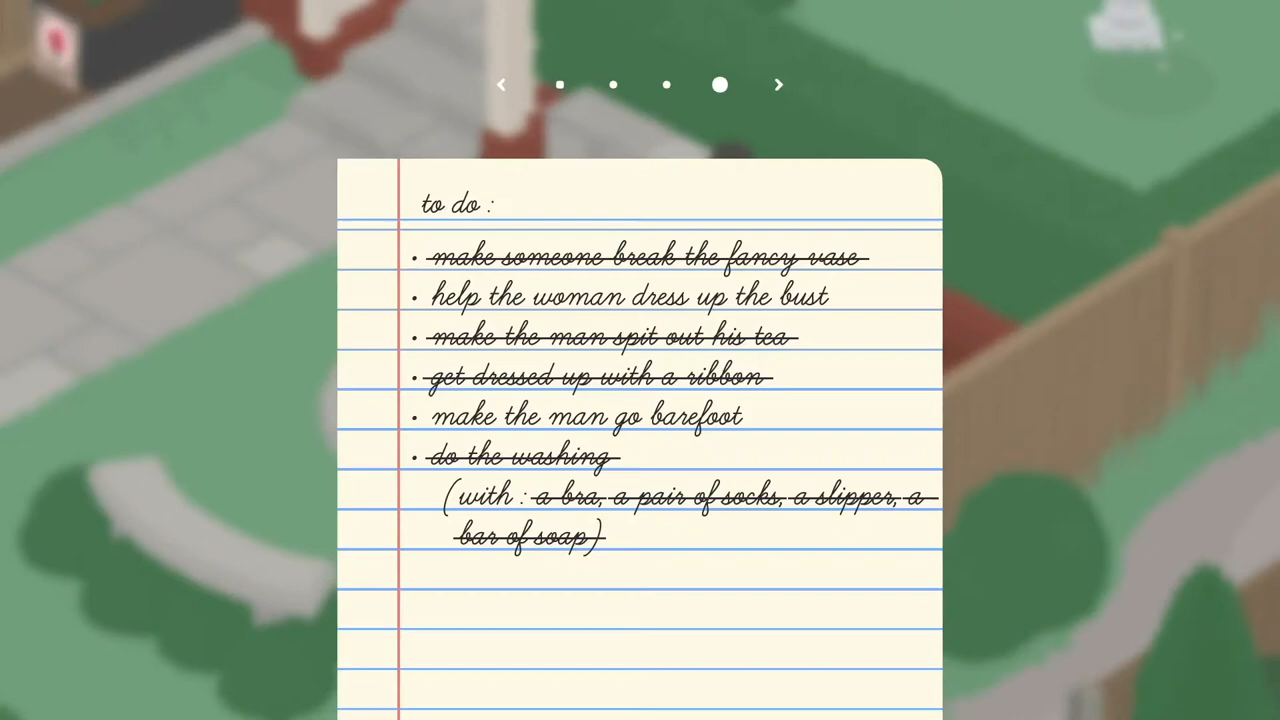 to do :
• make someone break the fancy vase
• help the woman dress up the bust
• make the man spit out his tea
• get dressed up with a ribbon
• make the man go barefoot
• do the washing
(with : a bra, a pair of socks, a slipper, a
bar of soap)